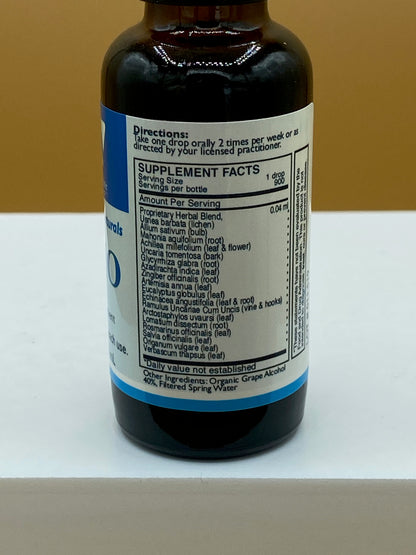 Directions:
Take one drop orally 2 times per week or as
directed by your licensed practitioner.
SUPPLEMENT FACTS
Serving Size 1 drop
Servings per bottle 900
Amount Per Serving
Proprietary Herbal Blend, 0.04 ml
Usnea barbata (lichen)
Allium sativum (bulb)
Mahonia aquifolium (root)
Achillea millefolium (leaf & flower)
Uncaria tomentosa (bark)
Glycyrrhiza glabra (root)
Azadirachta indica (leaf)
Zingiber officinalis (root)
Artemisia annua (leaf)
Eucalyptus globulus (leaf)
Echinacea angustifolia (leaf & root)
Ramulus Uncariae Cum Uncis (vine & hooks)
Arctostaphylos uvaursi (leaf)
Lomatium dissectum (root)
Rosmarinus officinalis (leaf)
Salvia officinalis (leaf)
Origanum vulgare (leaf)
Verbascum thapsus (leaf)
*Daily value not established
Other Ingredients: Organic Grape Alcohol
40%, Filtered Spring Water
urals
O
ent
th use.